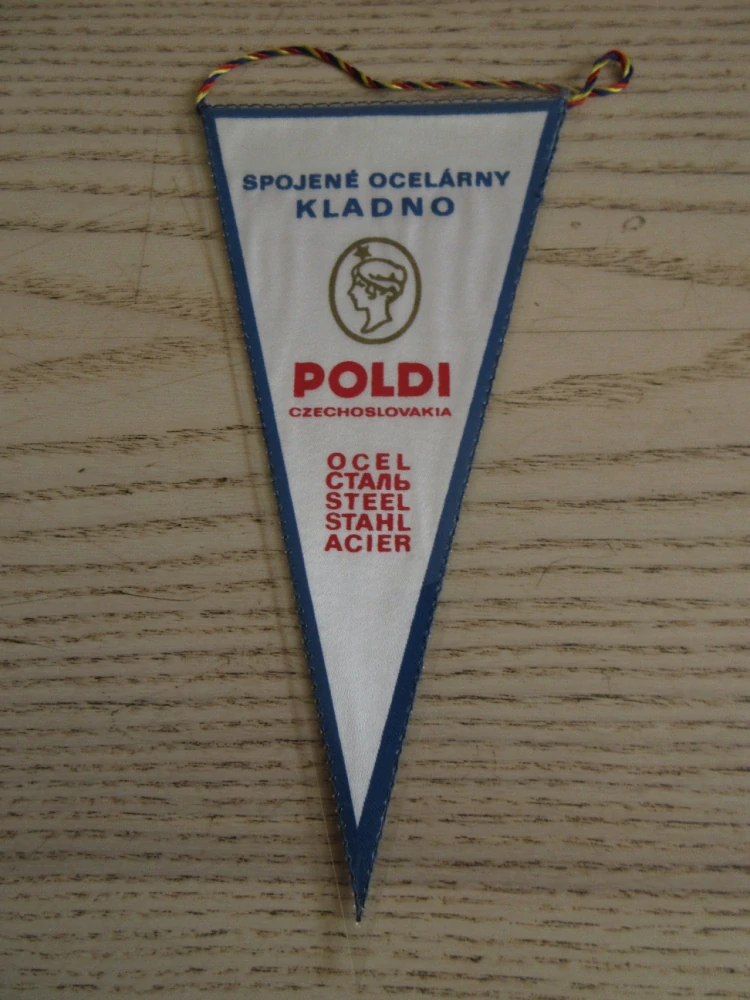 SPOJENÉ OCELÁRNY
KLADNO
POLDI
CZECHOSLOVAKIA
OCEL
СТАЛЬ
STEEL
STAHL
ACIER